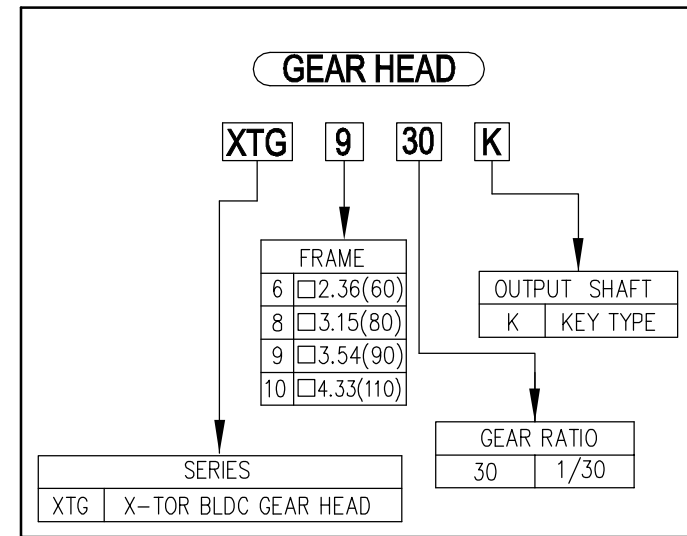 GEAR HEAD
XTG 9 30 K
FRAME
6 □2.36(60)
8 □3.15(80)
9 □3.54(90)
10 □4.33(110)
OUTPUT SHAFT
K KEY TYPE
GEAR RATIO
30 1/30
SERIES
XTG X-TOR BLDC GEAR HEAD